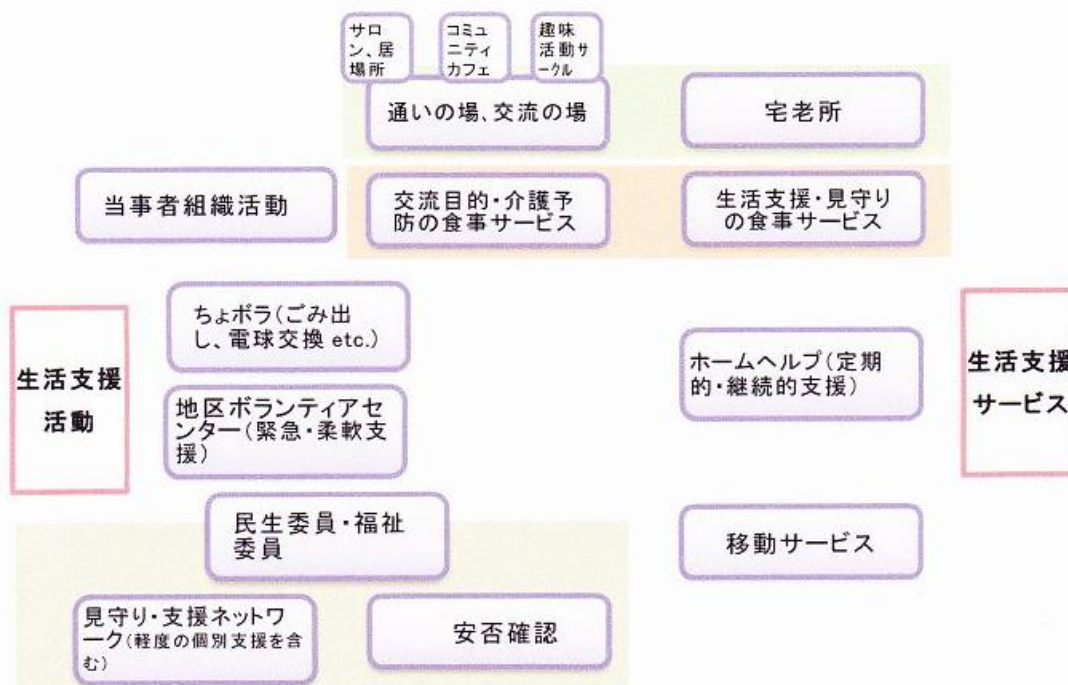 サロ
ン、居
場所
コミュ
ニティ
カフェ
趣味
活動サ
ークル
通いの場、交流の場
宅老所
当事者組織活動
交流目的・介護予
防の食事サービス
生活支援・見守り
の食事サービス
ちょボラ(ごみ出
し、電球交換 etc.)
生活支援
活動
地区ボランティアセ
ンター(緊急・柔軟支
援)
ホームヘルプ(定期
的・継続的支援)
生活支援
サービス
民生委員・福祉
委員
移動サービス
見守り・支援ネットワ
ーク(軽度の個別支援を含
む)
安否確認